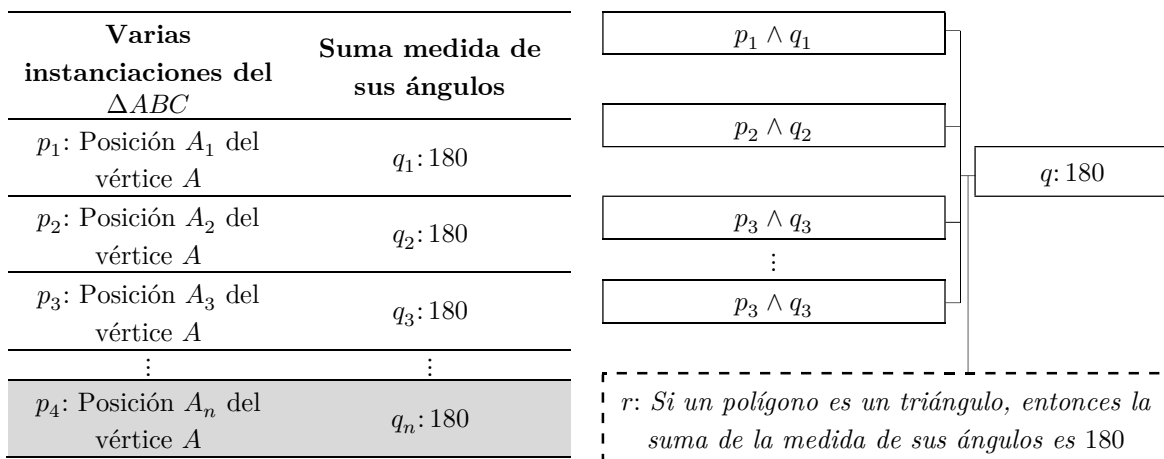 Varias
instanciaciones del
ΔABC
Suma medida de
sus ángulos
p₁: Posición A₁ del
vértice A
q₁: 180
p₂: Posición A₂ del
vértice A
q₂: 180
p₃: Posición A₃ del
vértice A
q₃: 180
⋮
⋮
p₄: Posición Aₙ del
vértice A
qₙ: 180
p₁ ∧ q₁
p₂ ∧ q₂
p₃ ∧ q₃
⋮
p₃ ∧ q₃
q: 180
r: Si un polígono es un triángulo, entonces la
suma de la medida de sus ángulos es 180